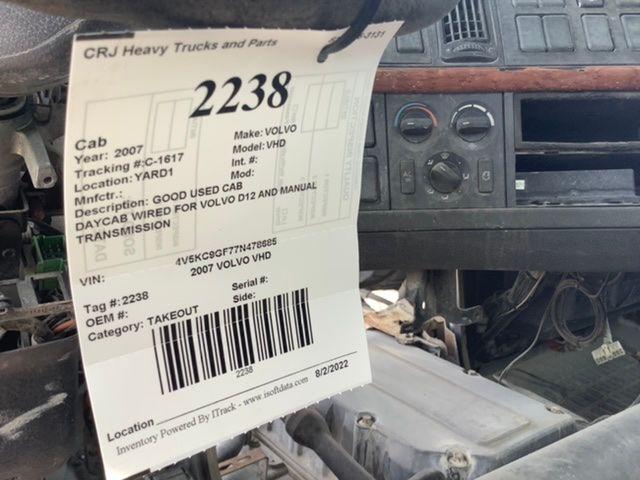 CRJ Heavy Trucks and Parts
-3131
2238
Cab
Year: 2007 Make: VOLVO
Tracking #:C-1617 Model: VHD
Location: YARD1 Int. #:
Mnfctr.: Mod:
Description: GOOD USED CAB
DAYCAB WIRED FOR VOLVO D12 AND MANUAL
TRANSMISSION
VIN: 4V5KC9GF77N478685
2007 VOLVO VHD
Tag #:2238 Serial #:
OEM #: Side:
Category: TAKEOUT
2238
Location
8/2/2022
Inventory Powered By ITrack - www.isoftdata.com